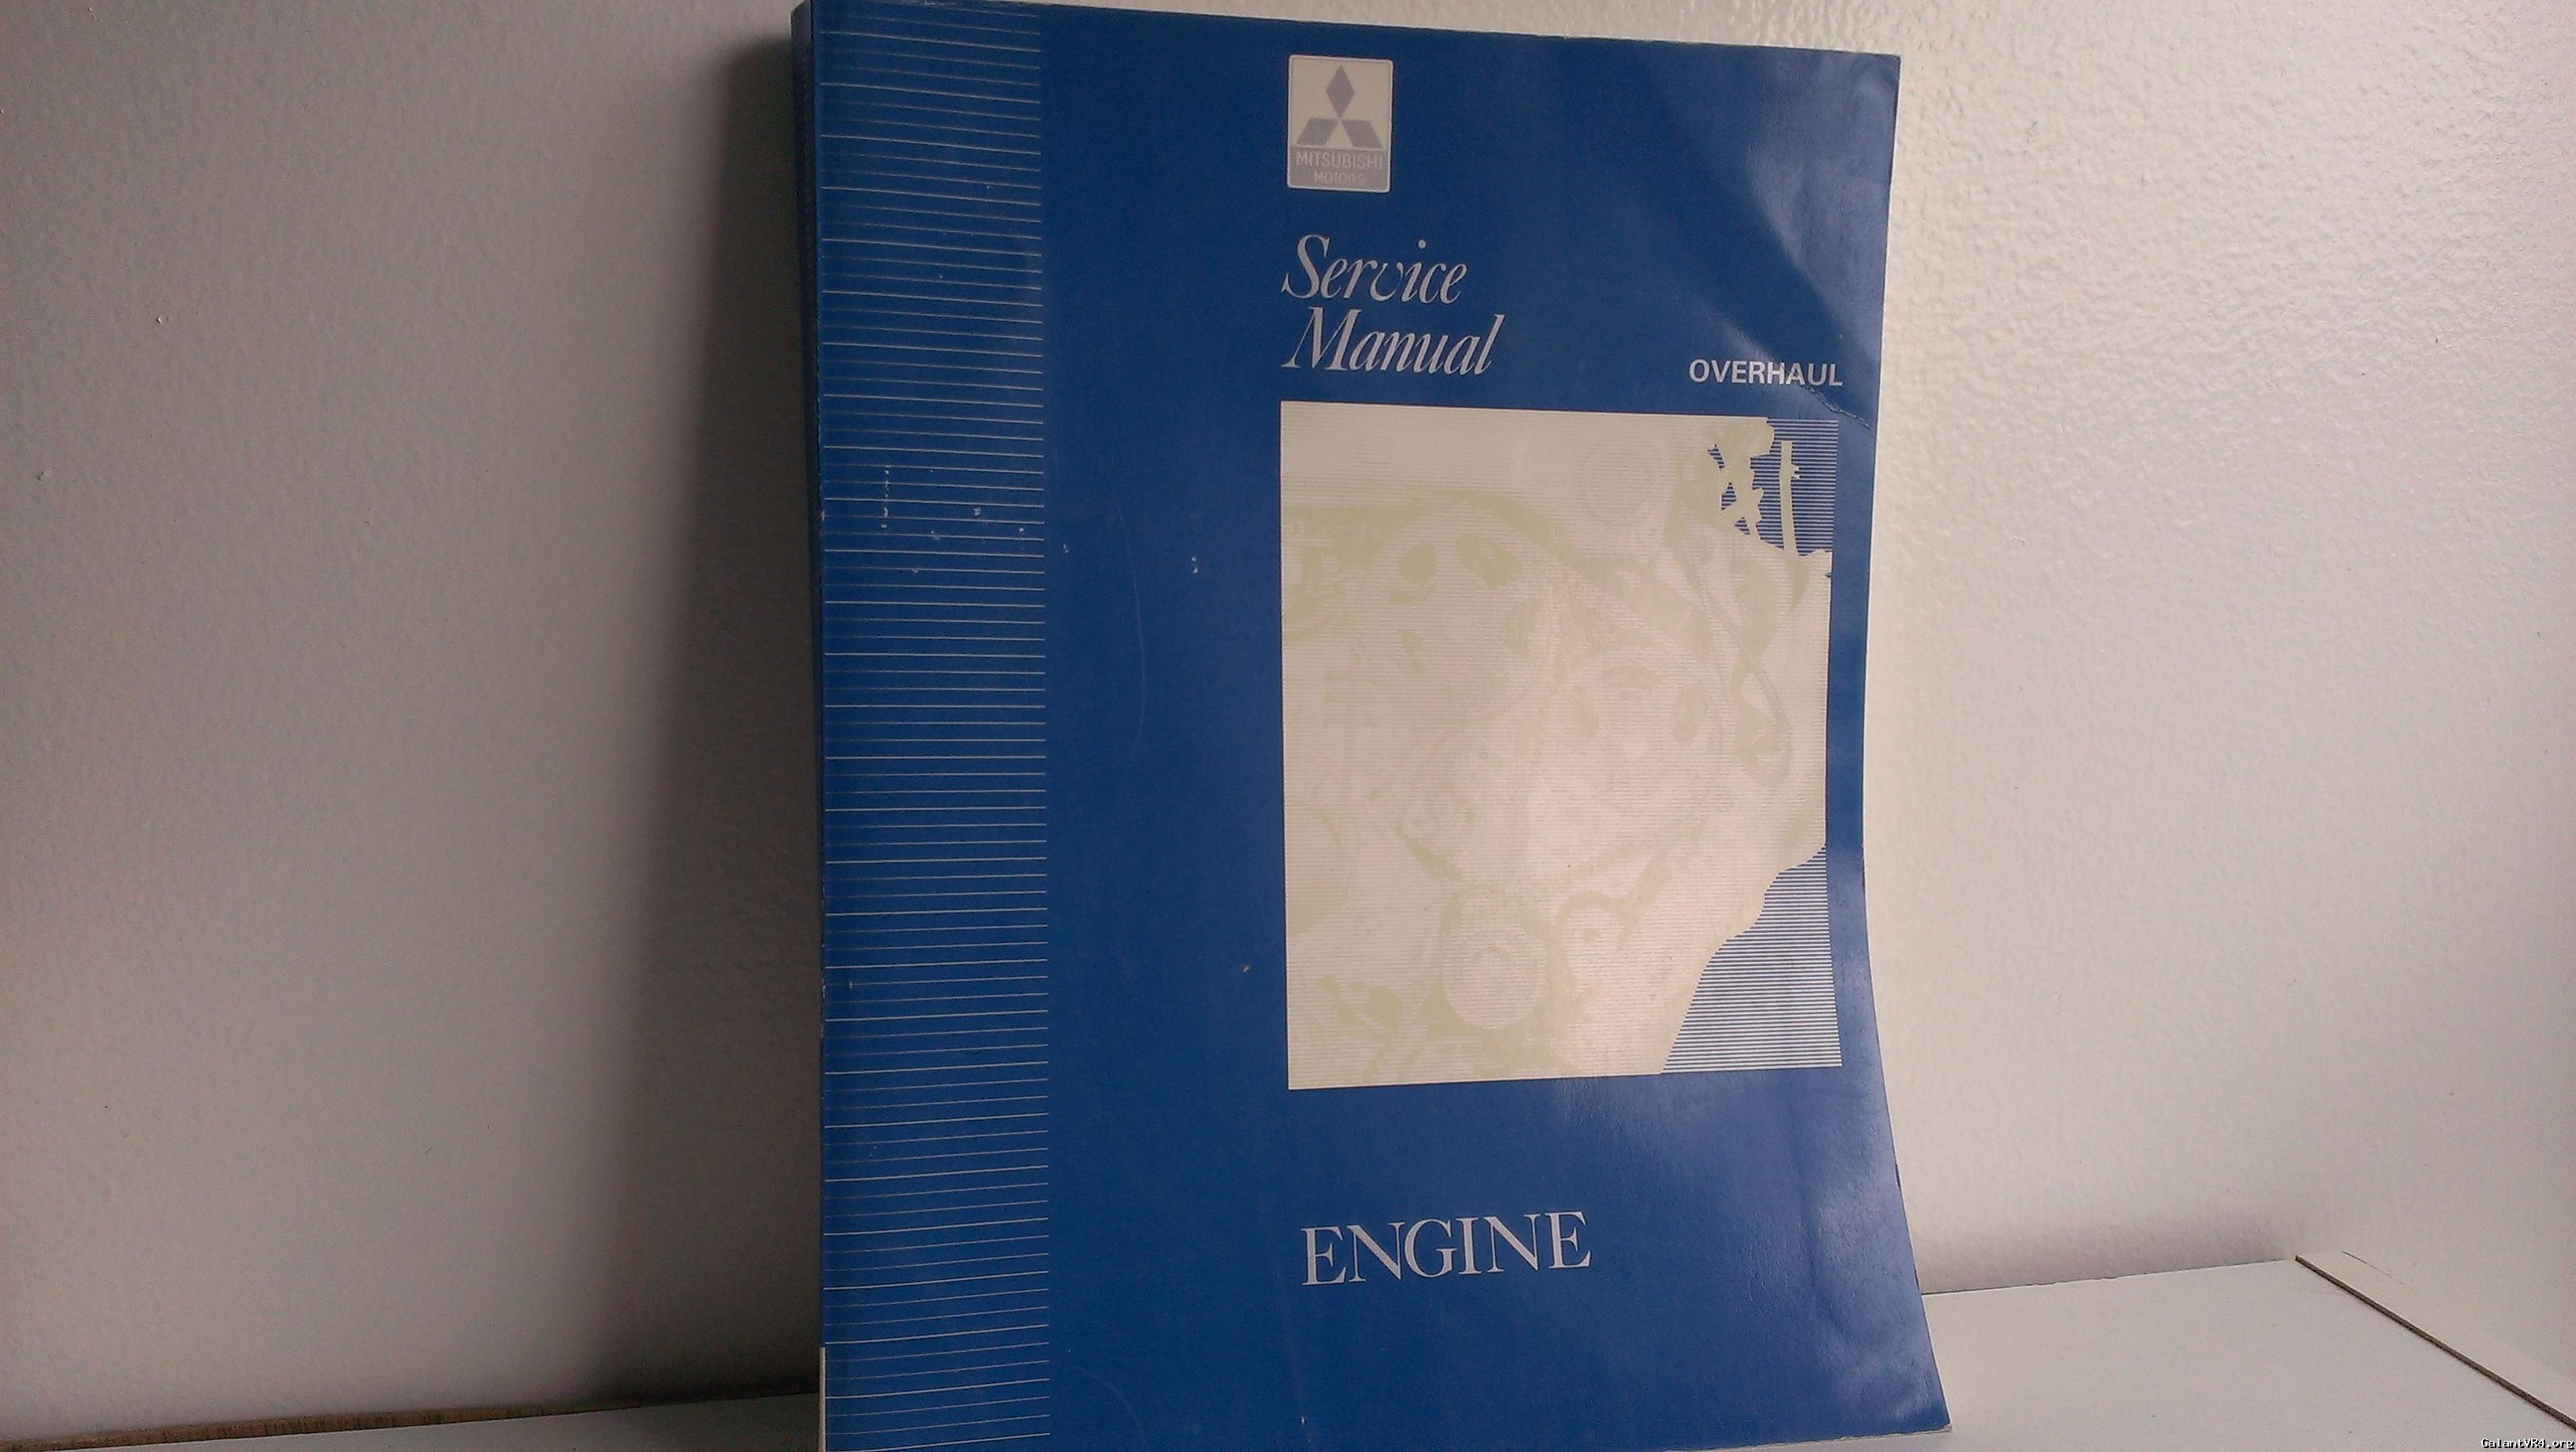 MITSUBISHI
MOTORS
Service
Manual
OVERHAUL
ENGINE
GalantVR4.org